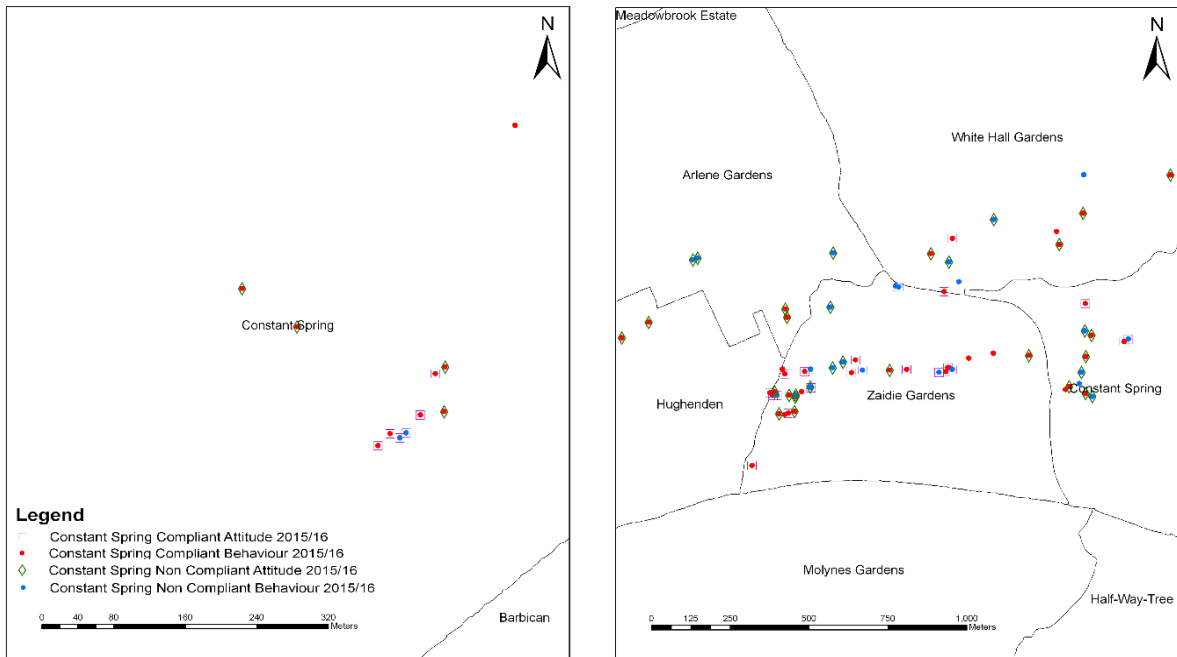 N
Constant Spring
Legend
Constant Spring Compliant Attitude 2015/16
Constant Spring Compliant Behaviour 2015/16
Constant Spring Non Compliant Attitude 2015/16
Constant Spring Non Compliant Behaviour 2015/16
0 80 160 240 320
Meters
Barbican
Meadowbrook Estate
N
White Hall Gardens
Arlene Gardens
Hughenden
Zaidie Gardens
Constant Spring
Molynes Gardens
Half-Way-Tree
0 250 500 750 1,000
Meters